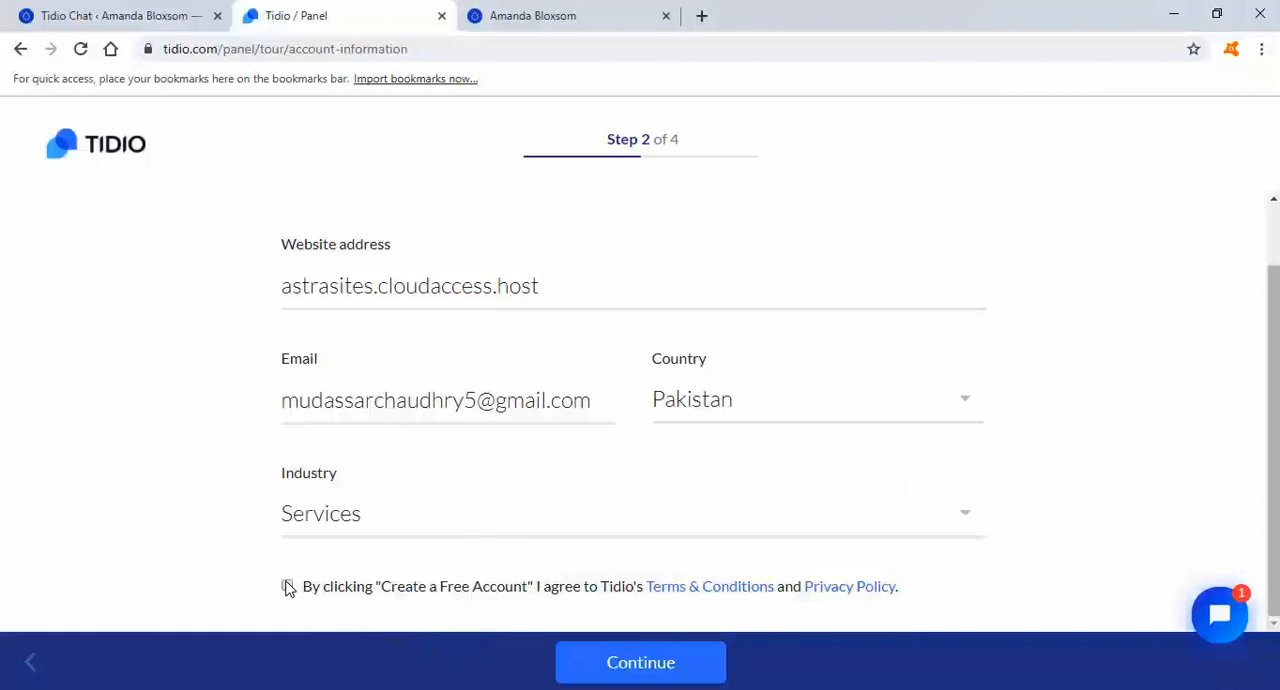 Tidio Chat ‹ Amanda Bloxsom —
Tidio / Panel
Amanda Bloxsom
tidio.com/panel/tour/account-information
For quick access, place your bookmarks here on the bookmarks bar. Import bookmarks now...
TIDIO
Step 2 of 4
Website address
astrasites.cloudaccess.host
Email
Country
mudassarchaudhry5@gmail.com
Pakistan
Industry
Services
By clicking "Create a Free Account" I agree to Tidio's Terms & Conditions and Privacy Policy.
1
Continue